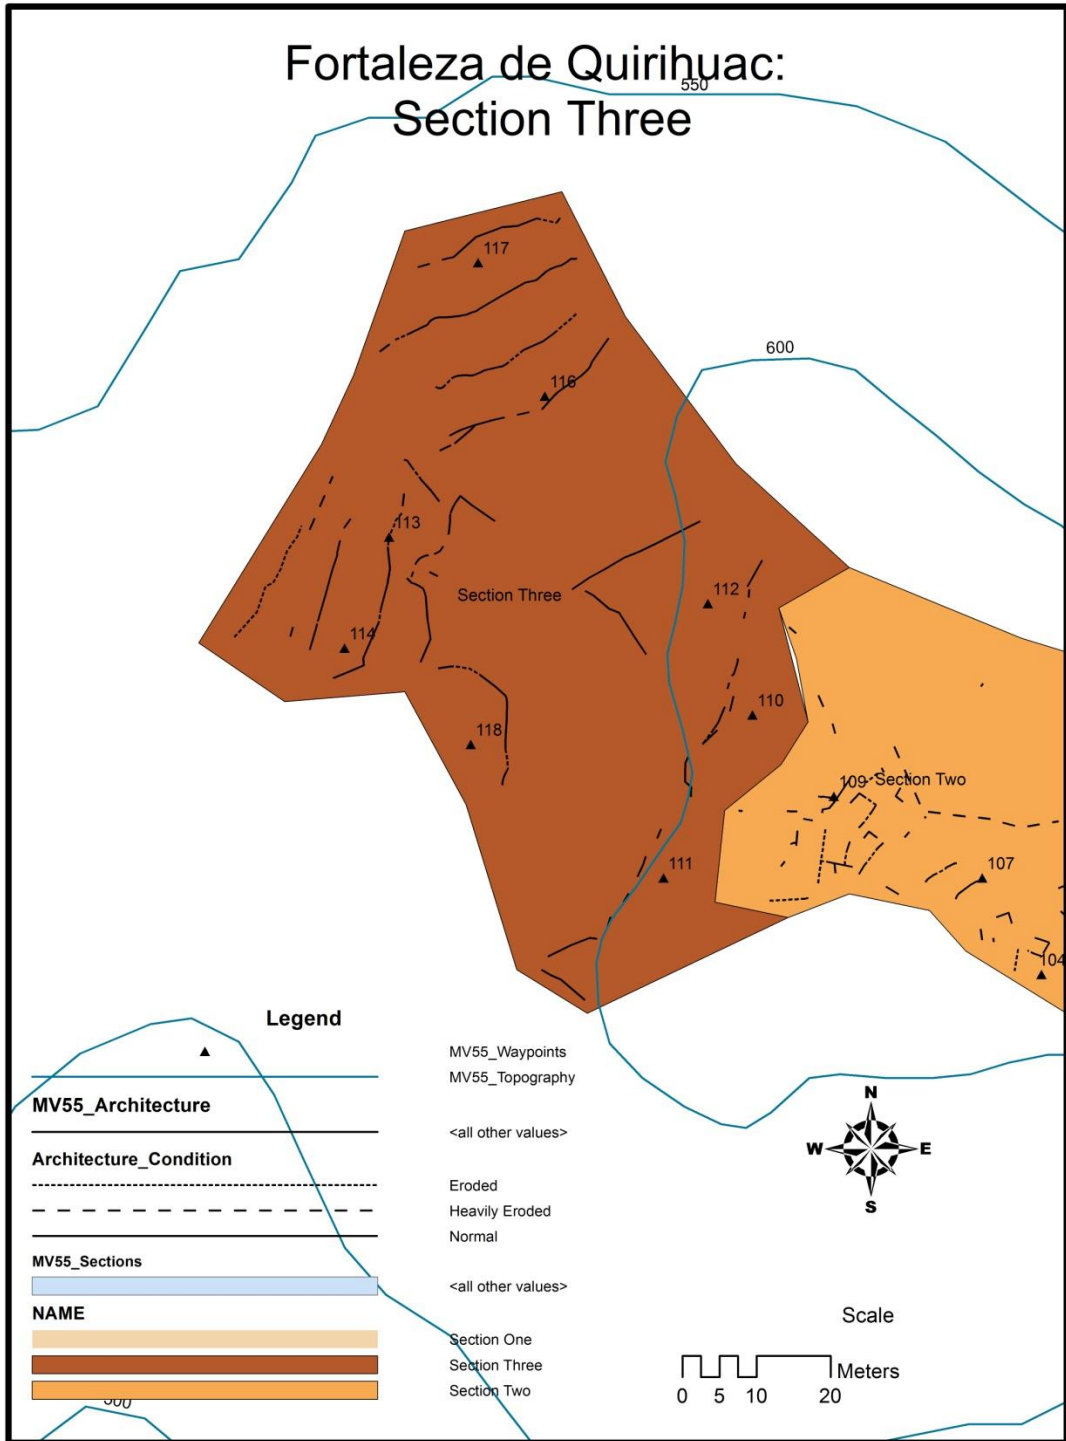 Fortaleza de Quirihuac:
Section Three
550
117
600
116
113
Section Three
112
114
110
118
109
Section Two
111
107
104
Legend
MV55_Waypoints
MV55_Topography
MV55_Architecture
<all other values>
Architecture_Condition
Eroded
Heavily Eroded
Normal
MV55_Sections
<all other values>
NAME
Section One
Section Three
Section Two
N
W
E
S
Scale
Meters
0 5 10 20